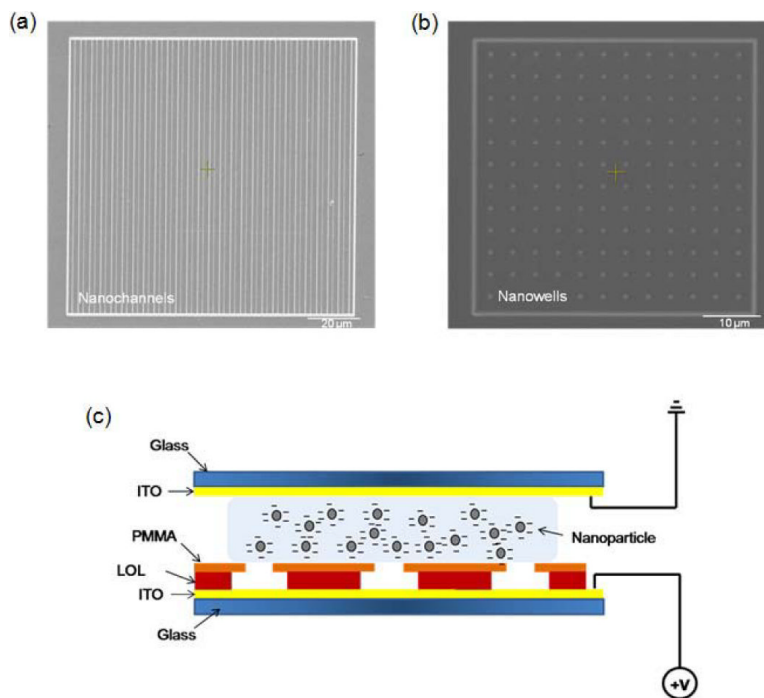 (a)
(b)
Nanochannels
20 µm
Nanowells
10 µm
(c)
Glass
ITO
PMMA
Nanoparticle
LOL
ITO
Glass
+V